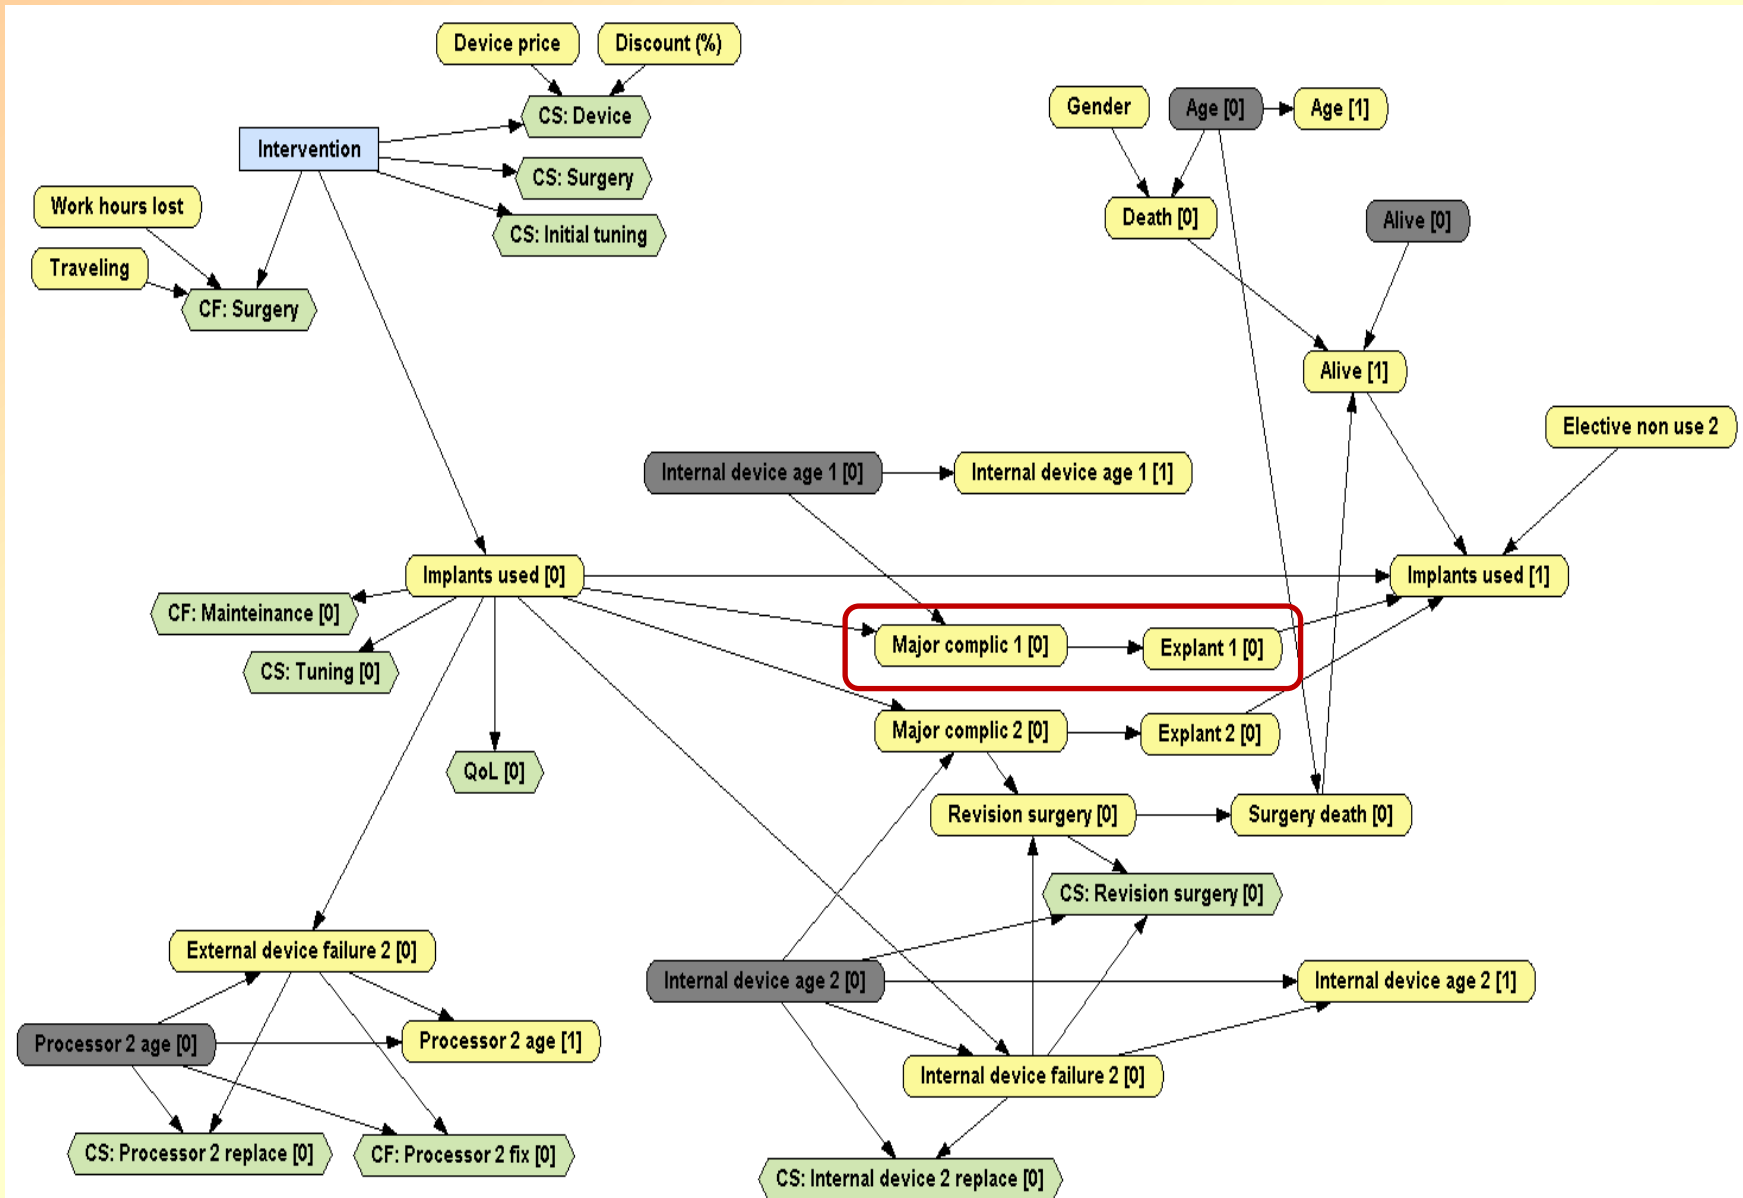 Device price
Discount (%)
CS: Device
Gender
Age [0]
Age [1]
Intervention
CS: Surgery
Work hours lost
Death [0]
Alive [0]
CS: Initial tuning
Traveling
CF: Surgery
Alive [1]
Elective non use 2
Internal device age 1 [0]
Internal device age 1 [1]
Implants used [0]
Implants used [1]
CF: Mainteinance [0]
Major complic 1 [0]
Explant 1 [0]
CS: Tuning [0]
Major complic 2 [0]
Explant 2 [0]
QoL [0]
Revision surgery [0]
Surgery death [0]
CS: Revision surgery [0]
External device failure 2 [0]
Internal device age 2 [0]
Internal device age 2 [1]
Processor 2 age [0]
Processor 2 age [1]
Internal device failure 2 [0]
CS: Processor 2 replace [0]
CF: Processor 2 fix [0]
CS: Internal device 2 replace [0]